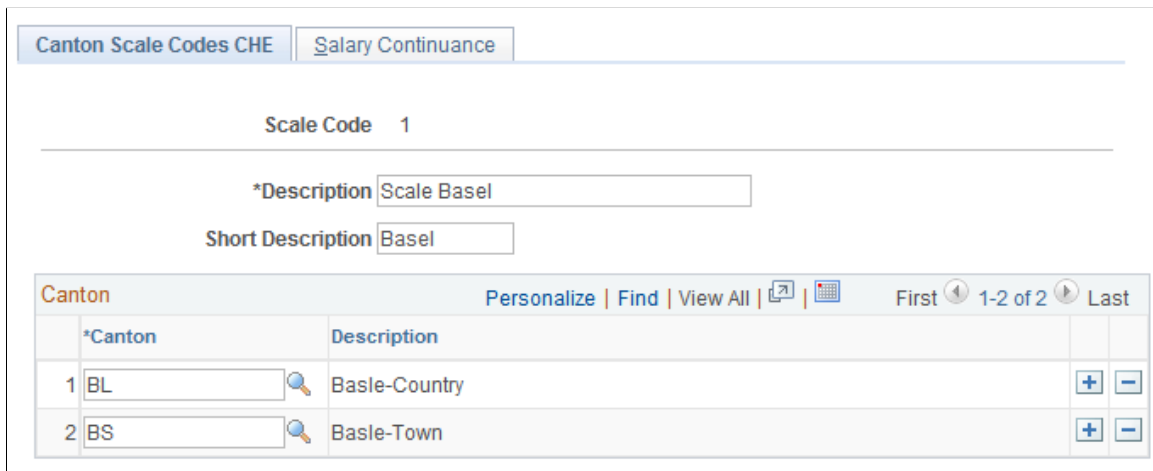 Canton Scale Codes CHE Salary Continuance
Scale Code 1
*Description Scale Basel
Short Description Basel
Canton Personalize | Find | View All | | First 1-2 of 2 Last
*Canton Description
1 BL Basle-Country + -
2 BS Basle-Town + -